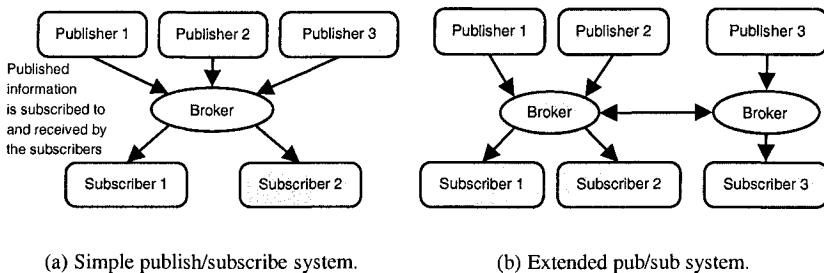 Publisher 1
Publisher 2
Publisher 3
Published
information
is subscribed to
and received by
the subscribers
Broker
Subscriber 1
Subscriber 2
(a) Simple publish/subscribe system.
Publisher 1
Publisher 2
Publisher 3
Broker
Broker
Subscriber 1
Subscriber 2
Subscriber 3
(b) Extended pub/sub system.